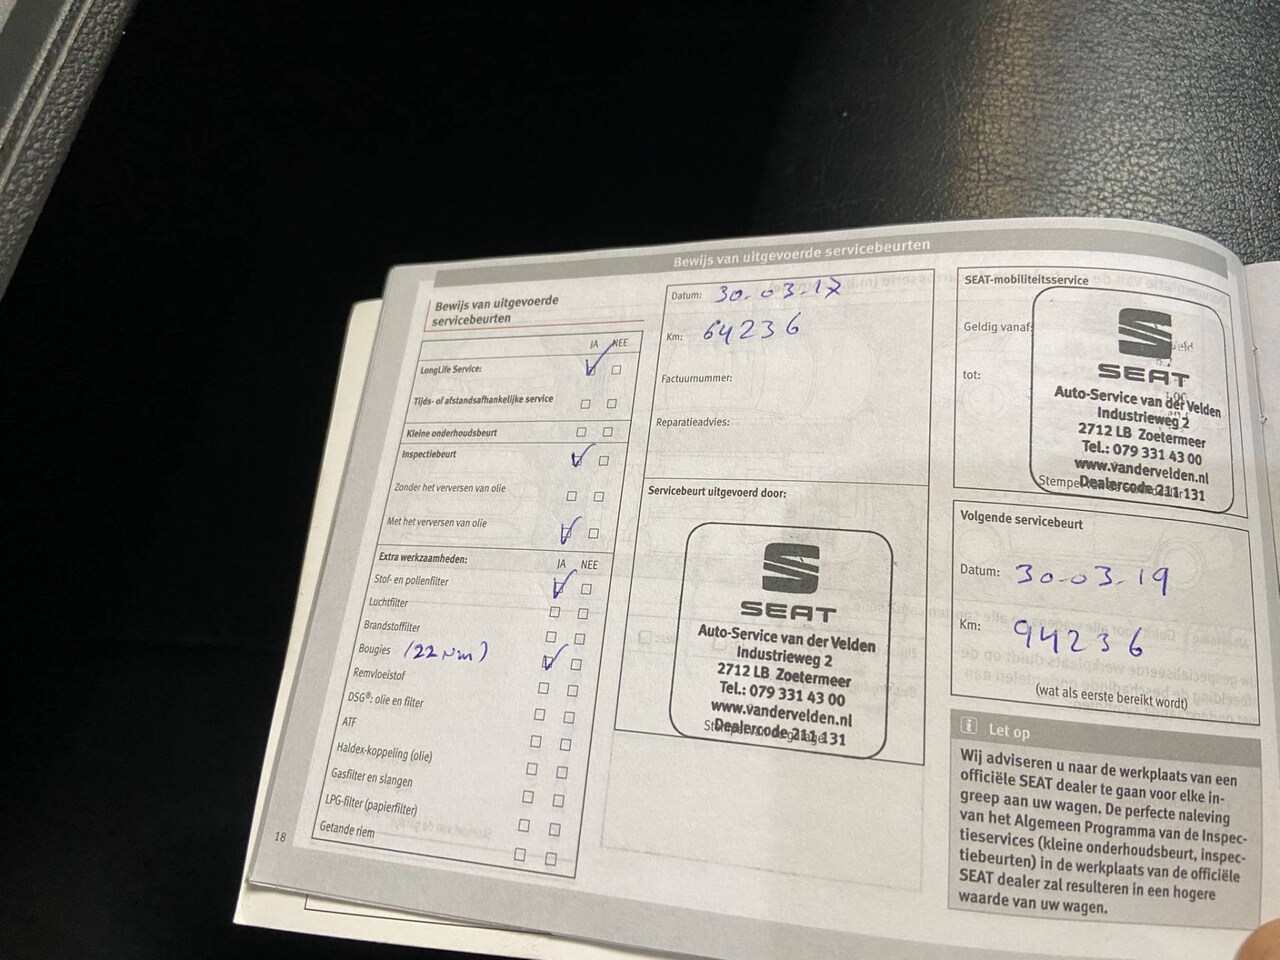 Bewijs van uitgevoerde servicebeurten
Bewijs van uitgevoerde
servicebeurten
JA NEE
LongLife Service:
Tijds- of afstandsafhankelijke service
Kleine onderhoudsbeurt
Inspectiebeurt
Zonder het verversen van olie
Met het verversen van olie
Extra werkzaamheden: JA NEE
Stof- en pollenfilter
Luchtfilter
Brandstoffilter
Bougies (22 Nm)
Remvloeistof
DSG®: olie en filter
ATF
Haldex-koppeling (olie)
Gasfilter en slangen
LPG-filter (papierfilter)
Getande riem
18
Datum: 30-03-17
Km: 64236
Factuurnummer:
Reparatieadvies:
Servicebeurt uitgevoerd door:
SEAT
Auto-Service van der Velden
Industrieweg 2
2712 LB Zoetermeer
Tel.: 079 331 43 00
www.vandervelden.nl
Dealercode 211 131
SEAT-mobiliteitsservice
Geldig vanaf:
tot:
SEAT
Auto-Service van der Velden
Industrieweg 2
2712 LB Zoetermeer
Tel.: 079 331 43 00
www.vandervelden.nl
Dealercode 211 131
Volgende servicebeurt
Datum: 30-03-19
Km: 94236
(wat als eerste bereikt wordt)
i Let op
Wij adviseren u naar de werkplaats van een
officiële SEAT dealer te gaan voor elke in-
greep aan uw wagen. De perfecte naleving
van het Algemeen Programma van de Inspec-
tieservices (kleine onderhoudsbeurt, inspec-
tiebeurten) in de werkplaats van de officiële
SEAT dealer zal resulteren in een hogere
waarde van uw wagen.